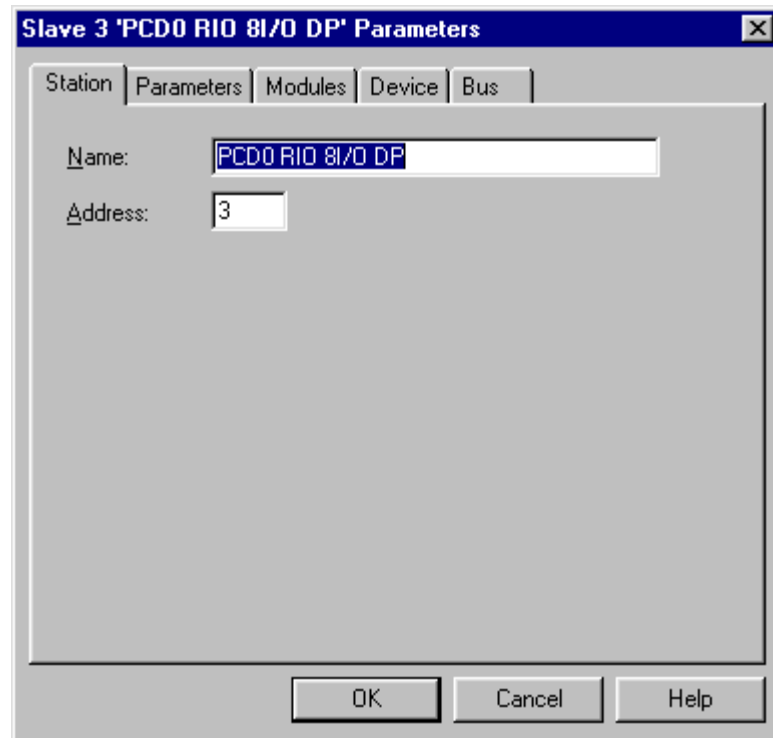 Slave 3 'PCD0 RIO 8I/O DP' Parameters
Station Parameters Modules Device Bus
Name: PCD0 RIO 8I/O DP
Address: 3
OK Cancel Help